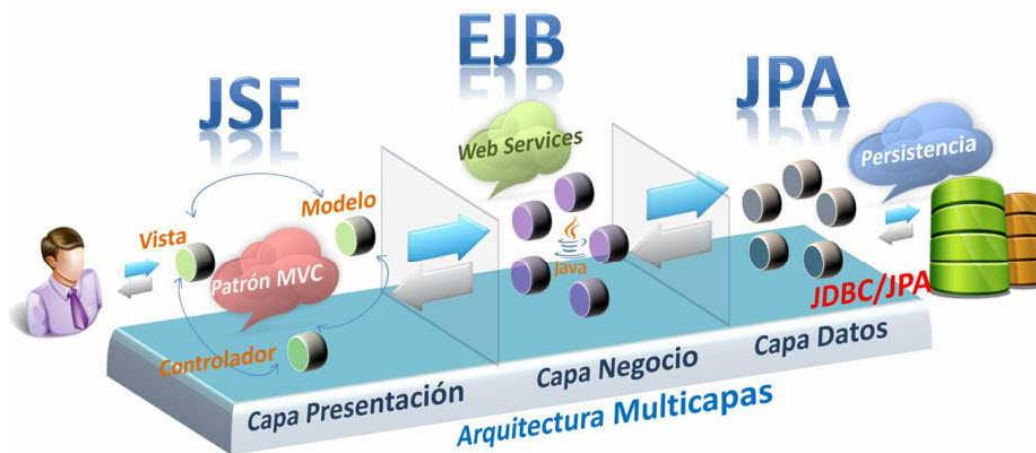 EJB
JSF
JPA
Web Services
Persistencia
Modelo
Vista
Patrón MVC
Java
JDBC/JPA
Controlador
Capa Datos
Capa Negocio
Capa Presentación
Arquitectura Multicapas